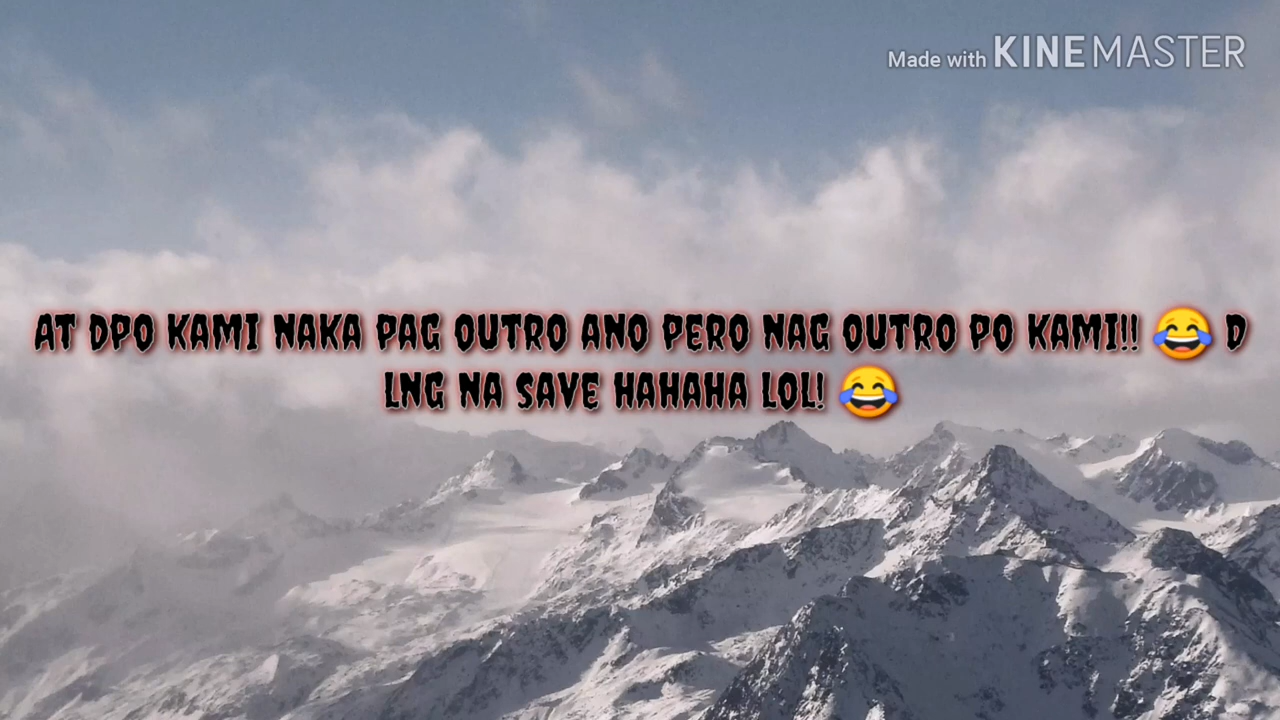 Made with KINEMASTER
AT DPO KAMI NAKA PAG OUTRO ANO PERO NAG OUTRO PO KAMI!! 😂 D
LNG NA SAVE HAHAHA LOL! 😂